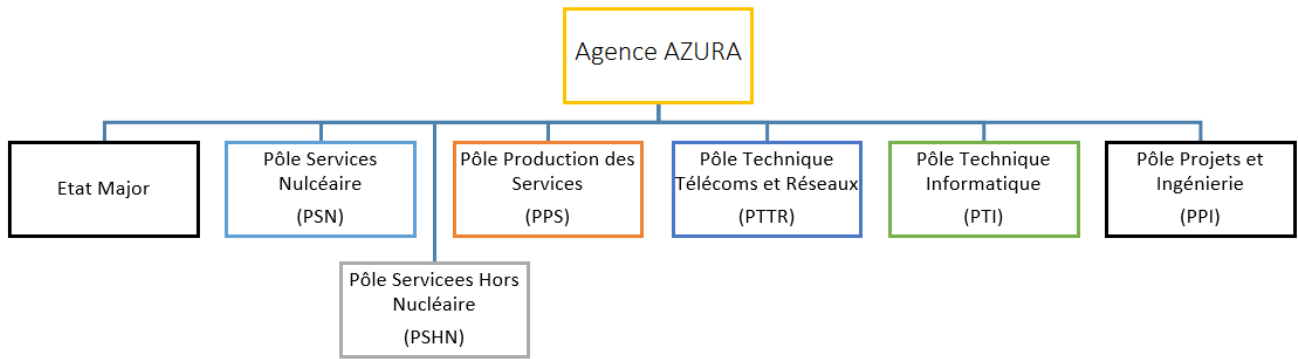 Agence AZURA
Etat Major
Pôle Services
Nulcéaire
(PSN)
Pôle Production des
Services
(PPS)
Pôle Technique
Télécoms et Réseaux
(PTTR)
Pôle Technique
Informatique
(PTI)
Pôle Projets et
Ingénierie
(PPI)
Pôle Servicees Hors
Nucléaire
(PSHN)